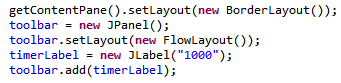 getContentPane().setLayout(new BorderLayout());
toolbar = new JPanel();
toolbar.setLayout(new FlowLayout());
timerLabel = new JLabel("1000");
toolbar.add(timerLabel);